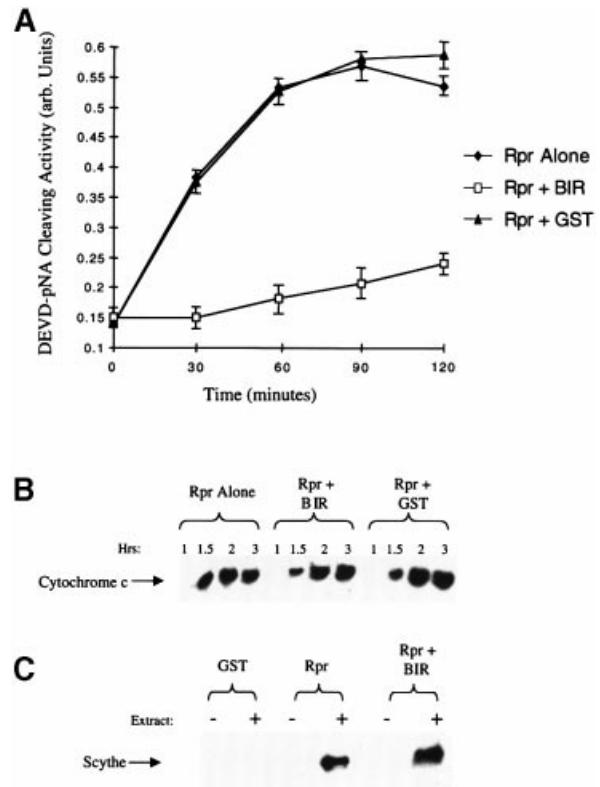 A
DEVD-pNA Cleaving Activity (arb. Units)
0.6
0.55
0.5
0.45
0.4
0.35
0.3
0.25
0.2
0.15
0.1
0 30 60 90 120
Time (minutes)
Rpr Alone
Rpr + BIR
Rpr + GST
B
Rpr Alone
Rpr +
BIR
Rpr +
GST
Hrs: 1 1.5 2 3 1 1.5 2 3 1 1.5 2 3
Cytochrome c
C
GST
Rpr
Rpr +
BIR
Extract: - + - + - +
Scythe